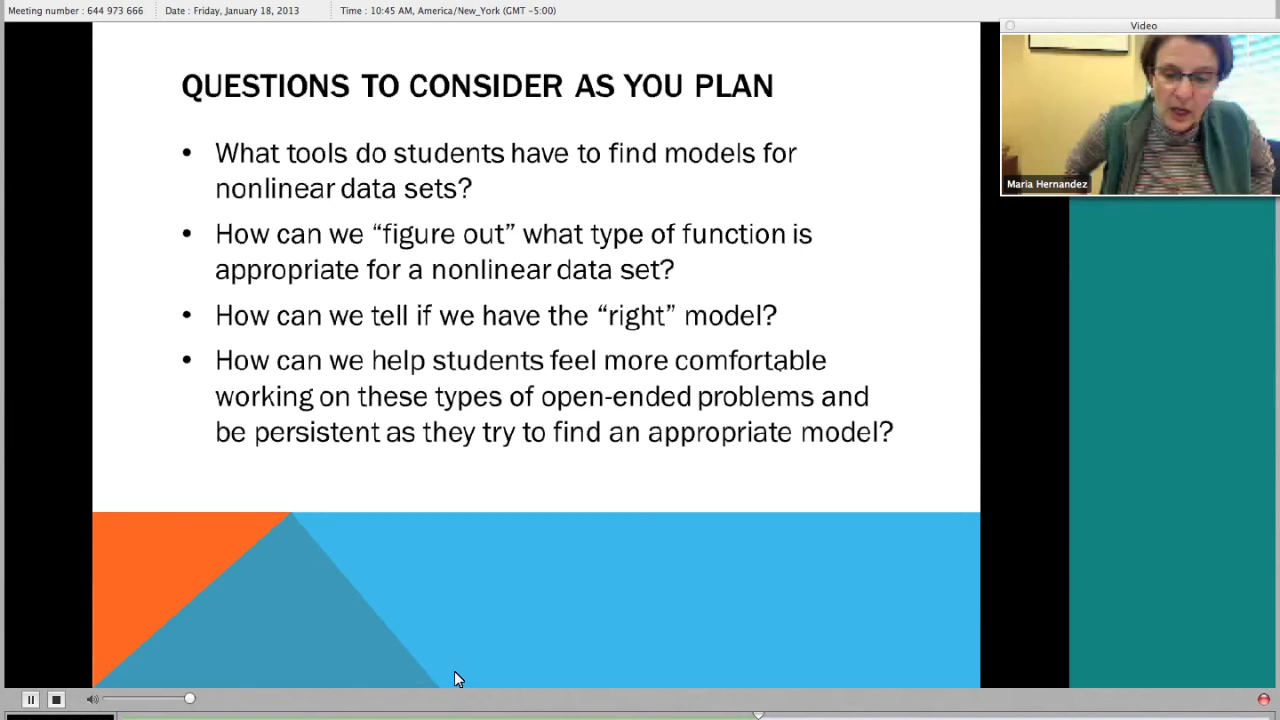 Meeting number : 644 973 666 Date : Friday, January 18, 2013 Time : 10:45 AM, America/New_York (GMT -5:00)
Video
Maria Hernandez
QUESTIONS TO CONSIDER AS YOU PLAN
• What tools do students have to find models for
nonlinear data sets?
• How can we “figure out” what type of function is
appropriate for a nonlinear data set?
• How can we tell if we have the “right” model?
• How can we help students feel more comfortable
working on these types of open-ended problems and
be persistent as they try to find an appropriate model?